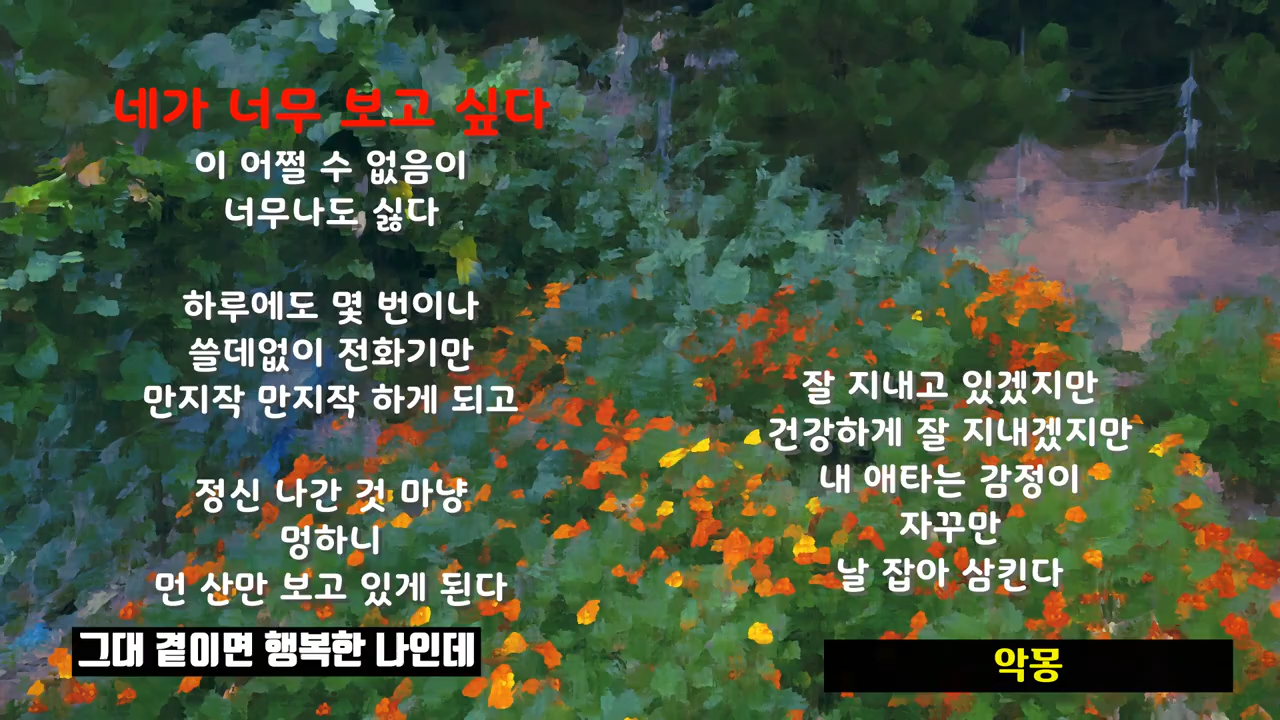 네가 너무 보고 싶다
이 어쩔 수 없음이
너무나도 싫다
하루에도 몇 번이나
쓸데없이 전화기만
만지작 만지작 하게 되고
정신 나간 것 마냥
멍하니
먼 산만 보고 있게 된다
그대 곁이면 행복한 나인데
잘 지내고 있겠지만
건강하게 잘 지내겠지만
내 애타는 감정이
자꾸만
날 잡아 삼킨다
악몽